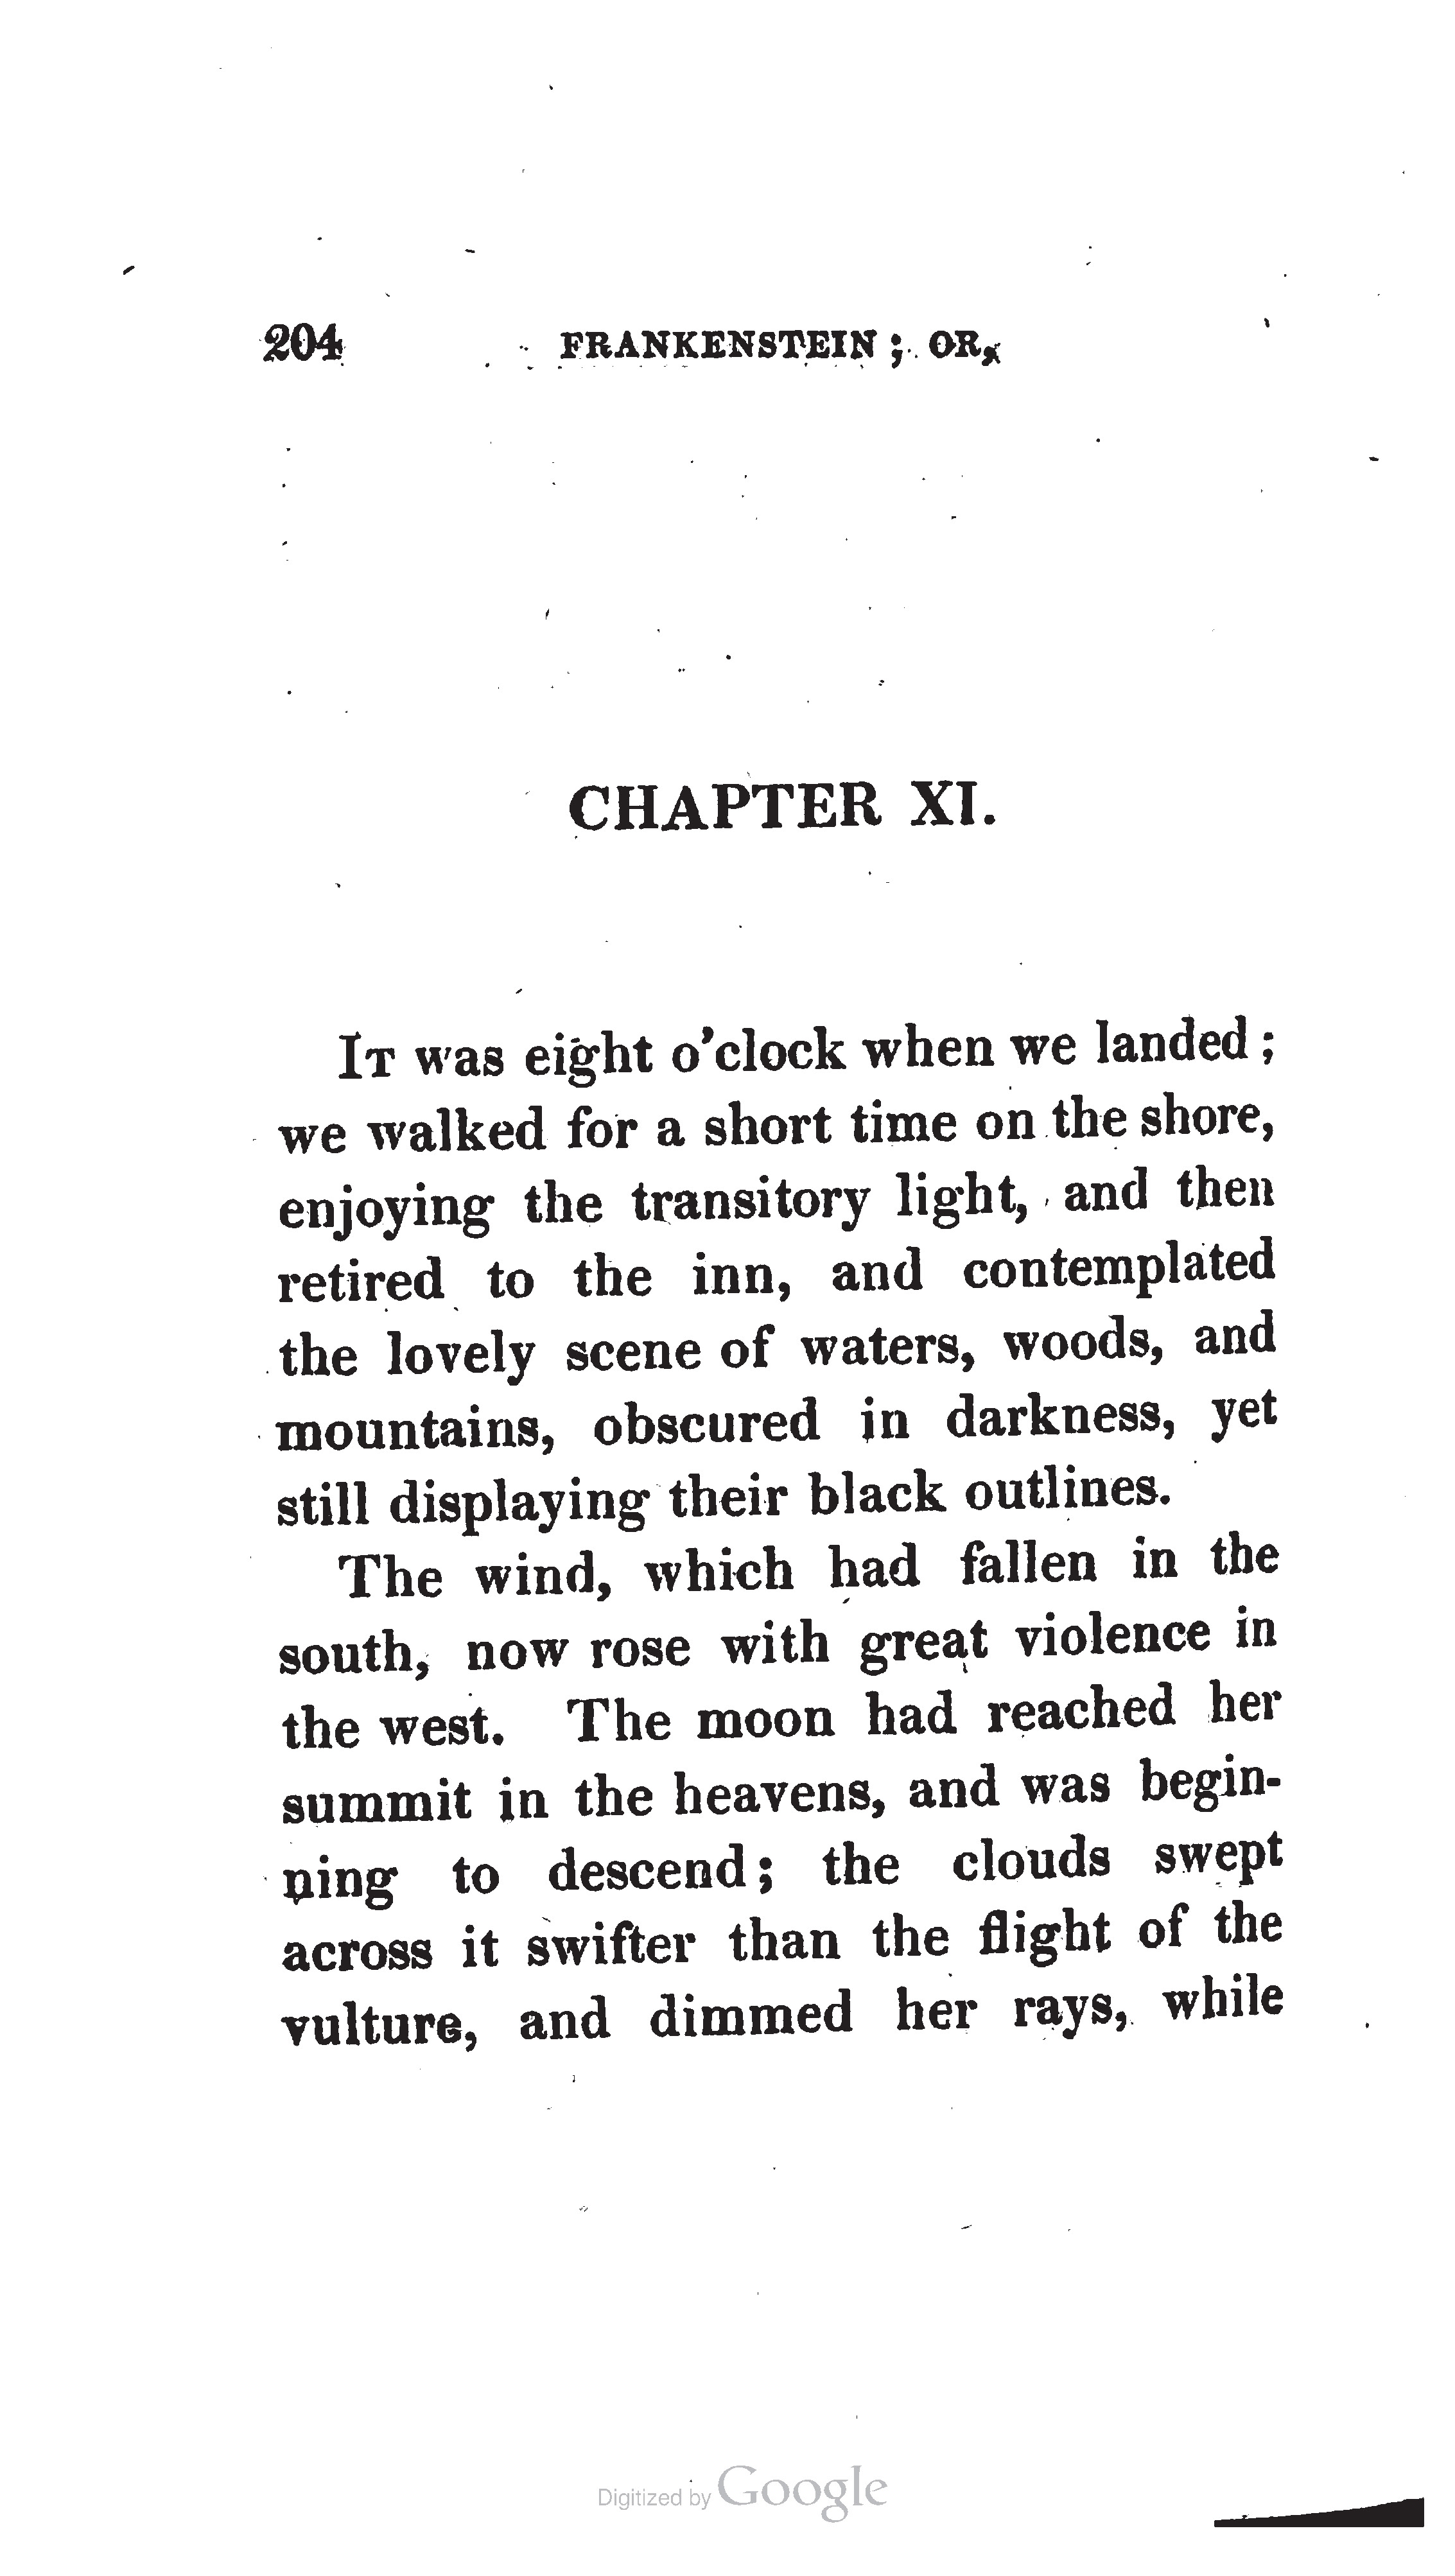 204 FRANKENSTEIN ; OR,
CHAPTER XI.
IT was eight o'clock when we landed ;
we walked for a short time on the shore,
enjoying the transitory light, and then
retired to the inn, and contemplated
the lovely scene of waters, woods, and
mountains, obscured in darkness, yet
still displaying their black outlines.
The wind, which had fallen in the
south, now rose with great violence in
the west. The moon had reached her
summit in the heavens, and was begin-
ning to descend; the clouds swept
across it swifter than the flight of the
vulture, and dimmed her rays, while
Digitized by Google